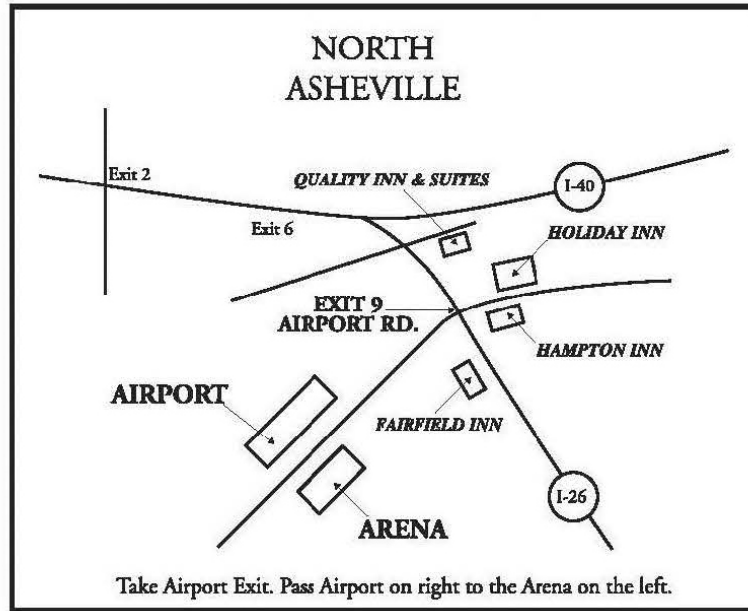 NORTH
ASHEVILLE
Exit 2
QUALITY INN & SUITES
I-40
Exit 6
HOLIDAY INN
EXIT 9
AIRPORT RD.
HAMPTON INN
AIRPORT
FAIRFIELD INN
I-26
ARENA
Take Airport Exit. Pass Airport on right to the Arena on the left.